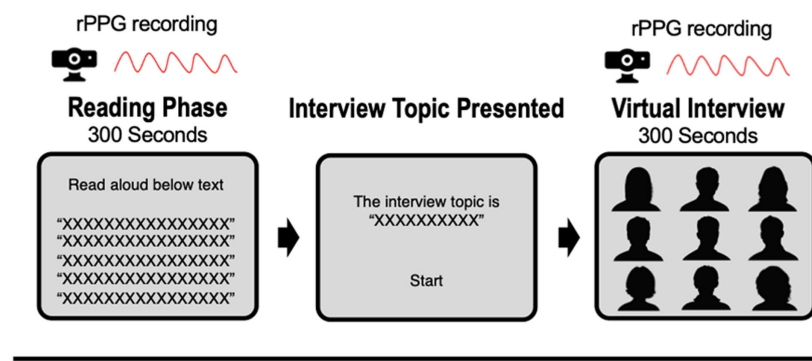 rPPG recording
Reading Phase
300 Seconds
Read aloud below text
“XXXXXXXXXXXXXXXX”
“XXXXXXXXXXXXXXXX”
“XXXXXXXXXXXXXXXX”
“XXXXXXXXXXXXXXXX”
“XXXXXXXXXXXXXXXX”
Interview Topic Presented
The interview topic is
“XXXXXXXXXX”
Start
rPPG recording
Virtual Interview
300 Seconds